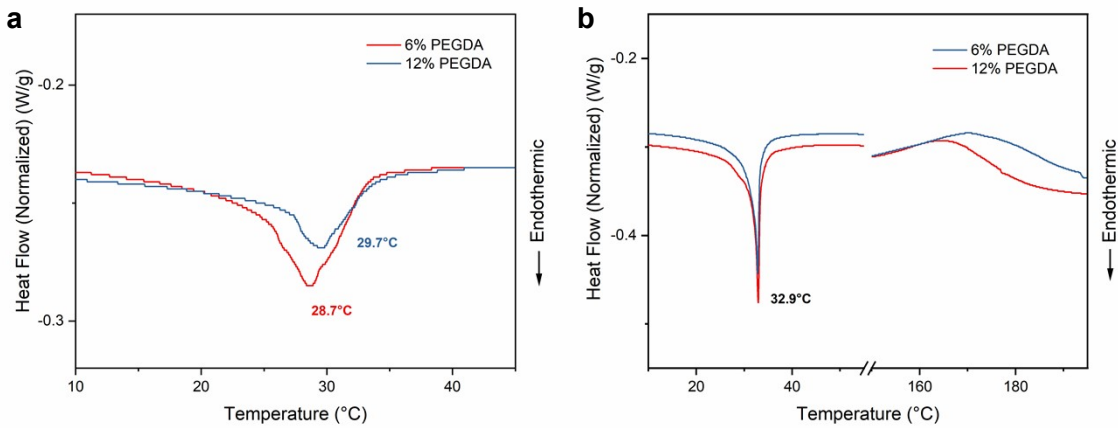 a
6% PEGDA
12% PEGDA
-0.2
-0.3
Heat Flow (Normalized) (W/g)
29.7°C
28.7°C
10
20
30
40
Temperature (°C)
Endothermic
b
6% PEGDA
12% PEGDA
-0.2
-0.4
Heat Flow (Normalized) (W/g)
32.9°C
20
40
160
180
Temperature (°C)
Endothermic